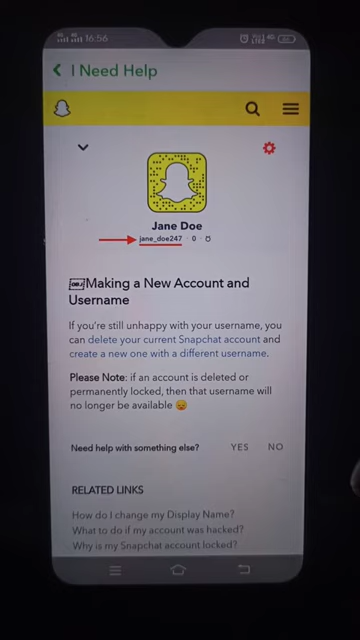 16:56
I Need Help
Jane Doe
jane_doe247 · 0 ·
Making a New Account and
Username
If you're still unhappy with your username, you
can delete your current Snapchat account and
create a new one with a different username.
Please Note: if an account is deleted or
permanently locked, then that username will
no longer be available 😔
Need help with something else? YES NO
RELATED LINKS
How do I change my Display Name?
What to do if my account was hacked?
Why is my Snapchat account locked?